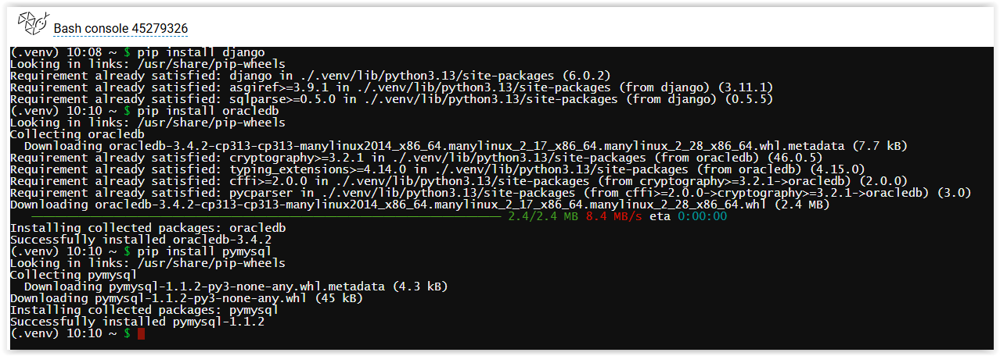 Bash console 45279326
(.venv) 10:08 ~ $ pip install django
Looking in links: /usr/share/pip-wheels
Requirement already satisfied: django in ./.venv/lib/python3.13/site-packages (6.0.2)
Requirement already satisfied: asgiref>=3.9.1 in ./.venv/lib/python3.13/site-packages (from django) (3.11.1)
Requirement already satisfied: sqlparse>=0.5.0 in ./.venv/lib/python3.13/site-packages (from django) (0.5.5)
(.venv) 10:10 ~ $ pip install oracledb
Looking in links: /usr/share/pip-wheels
Collecting oracledb
  Downloading oracledb-3.4.2-cp313-cp313-manylinux2014_x86_64.manylinux_2_17_x86_64.manylinux_2_28_x86_64.whl.metadata (7.7 kB)
Requirement already satisfied: cryptography>=3.2.1 in ./.venv/lib/python3.13/site-packages (from oracledb) (46.0.5)
Requirement already satisfied: typing_extensions>=4.14.0 in ./.venv/lib/python3.13/site-packages (from oracledb) (4.15.0)
Requirement already satisfied: cffi>=2.0.0 in ./.venv/lib/python3.13/site-packages (from cryptography>=3.2.1->oracledb) (2.0.0)
Requirement already satisfied: pycparser in ./.venv/lib/python3.13/site-packages (from cffi>=2.0.0->cryptography>=3.2.1->oracledb) (3.0)
Downloading oracledb-3.4.2-cp313-cp313-manylinux2014_x86_64.manylinux_2_17_x86_64.manylinux_2_28_x86_64.whl (2.4 MB)
2.4/2.4 MB 8.4 MB/s eta 0:00:00
Installing collected packages: oracledb
Successfully installed oracledb-3.4.2
(.venv) 10:10 ~ $ pip install pymysql
Looking in links: /usr/share/pip-wheels
Collecting pymysql
  Downloading pymysql-1.1.2-py3-none-any.whl.metadata (4.3 kB)
Downloading pymysql-1.1.2-py3-none-any.whl (45 kB)
Installing collected packages: pymysql
Successfully installed pymysql-1.1.2
(.venv) 10:10 ~ $